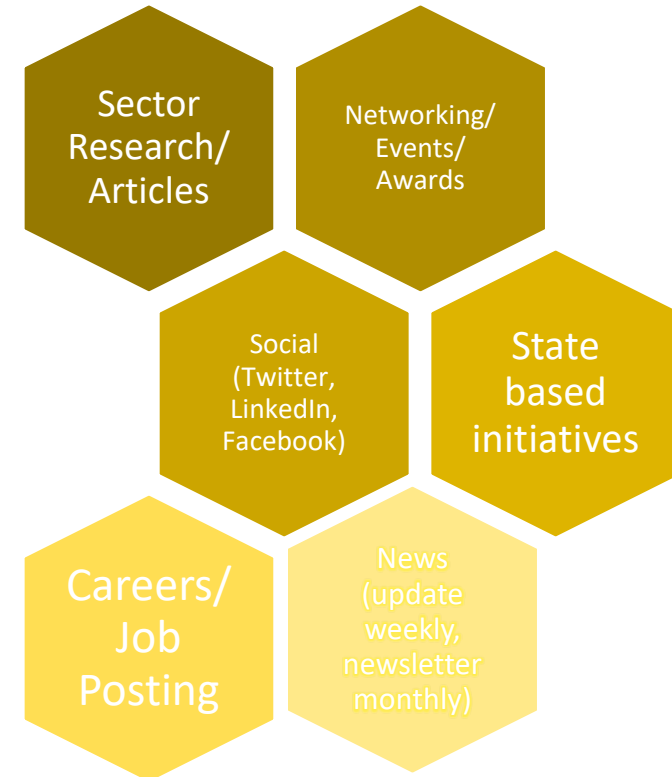 Sector
Research/
Articles
Networking/
Events/
Awards
Social
(Twitter,
LinkedIn,
Facebook)
State
based
initiatives
Careers/
Job
Posting
News
(update
weekly,
newsletter
monthly)